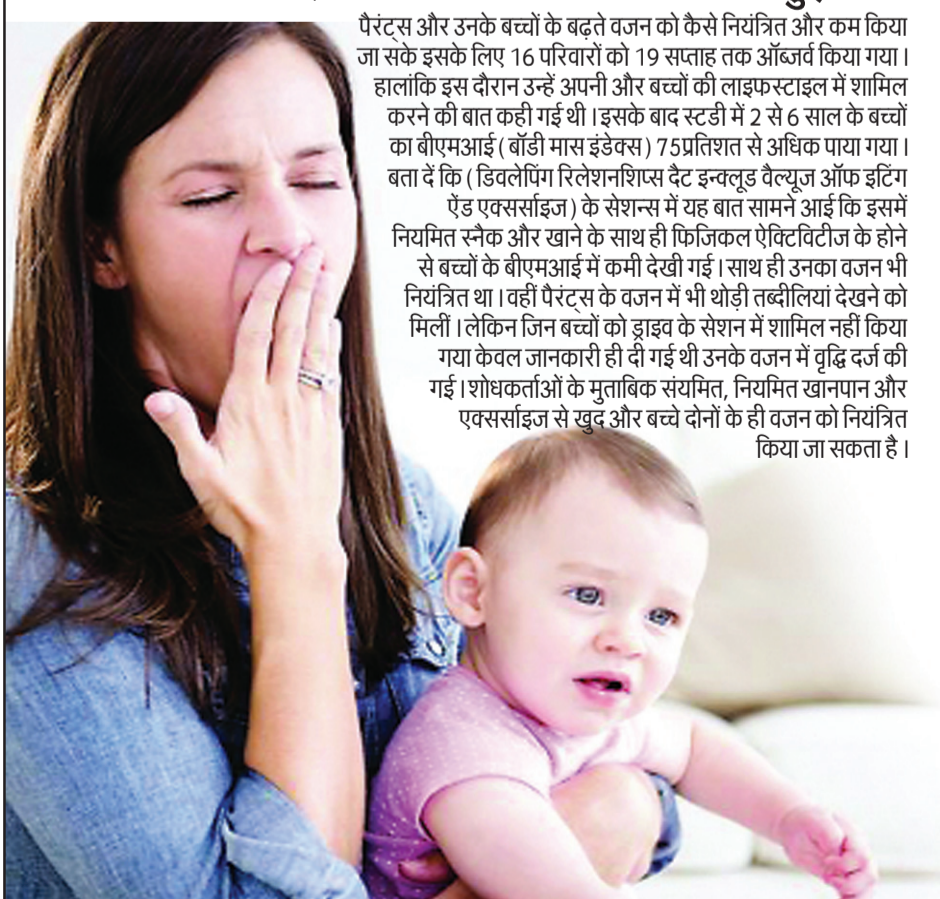 पैरंट्स और उनके बच्चों के बढ़ते वजन को कैसे नियंत्रित और कम किया
जा सके इसके लिए 16 परिवारों को 19 सप्ताह तक ऑब्जर्व किया गया।
हालांकि इस दौरान उन्हें अपनी और बच्चों की लाइफस्टाइल में शामिल
करने की बात कही गई थी। इसके बाद स्टडी में 2 से 6 साल के बच्चों
का बीएमआई ( बॉडी मास इंडेक्स ) 75प्रतिशत से अधिक पाया गया।
बता दें कि ( डिवलेपिंग रिलेशनशिप्स दैट इन्क्लूड वैल्यूज ऑफ इटिंग
ऐंड एक्सर्साइज ) के सेशन्स में यह बात सामने आई कि इसमें
नियमित स्नैक और खाने के साथ ही फिजिकल ऐक्टिविटीज के होने
से बच्चों के बीएमआई में कमी देखी गई। साथ ही उनका वजन भी
नियंत्रित था। वहीं पैरंट्स के वजन में भी थोड़ी तब्दीलियां देखने को
मिलीं। लेकिन जिन बच्चों को ड्राइव के सेशन में शामिल नहीं किया
गया केवल जानकारी ही दी गई थी उनके वजन में वृद्धि दर्ज की
गई। शोधकर्ताओं के मुताबिक संयमित, नियमित खानपान और
एक्सर्साइज से खुद और बच्चे दोनों के ही वजन को नियंत्रित
किया जा सकता है।